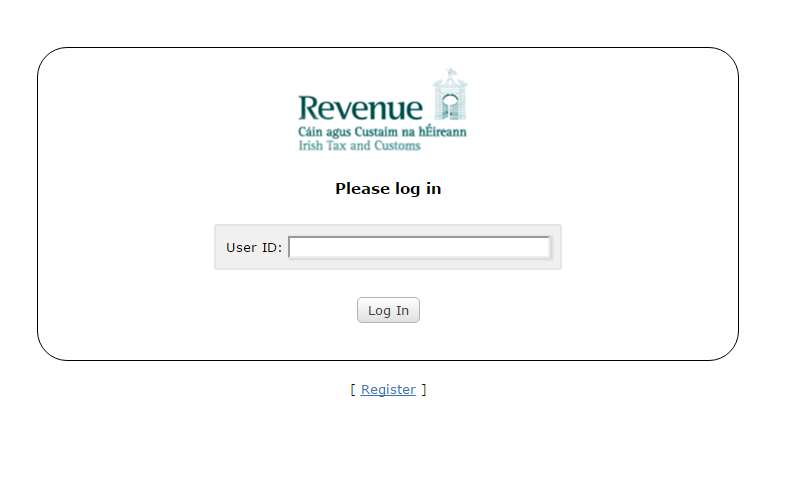 Revenue
Cáin agus Custaim na hÉireann
Irish Tax and Customs
Please log in
User ID:
Log In
[ Register ]